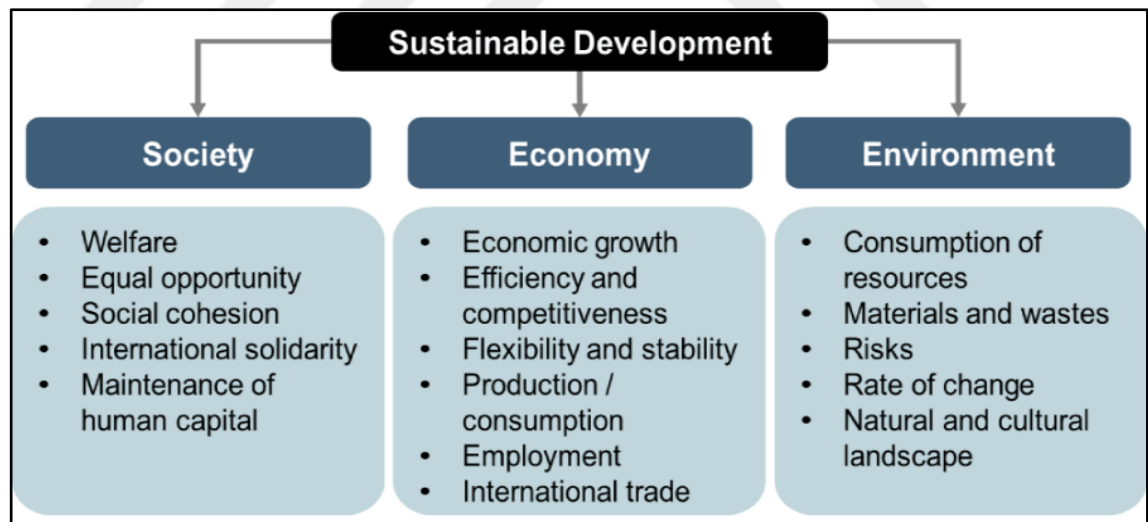 Sustainable Development
Society
• Welfare
• Equal opportunity
• Social cohesion
• International solidarity
• Maintenance of
human capital
Economy
• Economic growth
• Efficiency and
competitiveness
• Flexibility and stability
• Production /
consumption
• Employment
• International trade
Environment
• Consumption of
resources
• Materials and wastes
• Risks
• Rate of change
• Natural and cultural
landscape